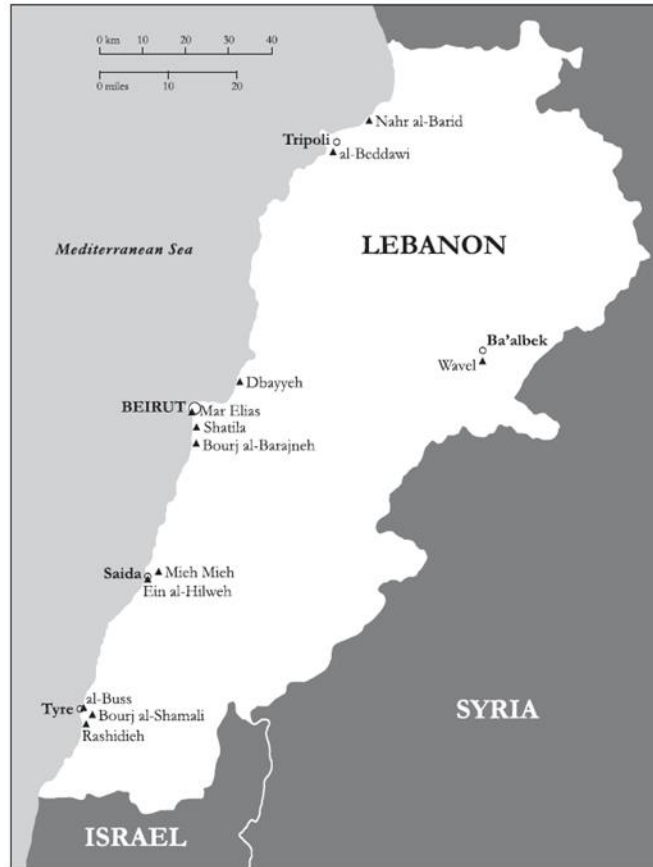 0 km 10 20 30 40
0 miles 10 20
Nahr al-Barid
Tripoli
al-Beddawi
Mediterranean Sea
LEBANON
Ba'albek
Wavel
Dbayyeh
BEIRUT
Mar Elias
Shatila
Bourj al-Barajneh
Saida
Mieh Mieh
Ein al-Hilweh
al-Buss
Tyre
Bourj al-Shamali
Rashidieh
SYRIA
ISRAEL